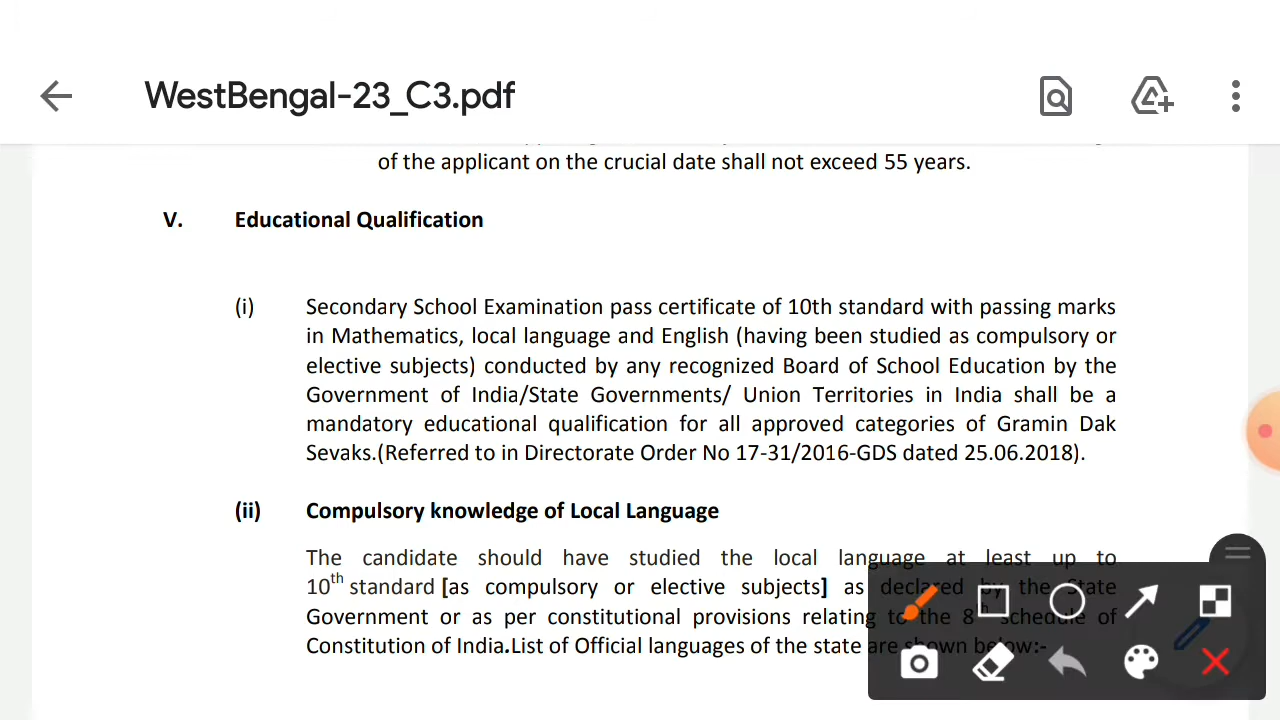 WestBengal-23_C3.pdf
of the applicant on the crucial date shall not exceed 55 years.
V. Educational Qualification
(i) Secondary School Examination pass certificate of 10th standard with passing marks
in Mathematics, local language and English (having been studied as compulsory or
elective subjects) conducted by any recognized Board of School Education by the
Government of India/State Governments/ Union Territories in India shall be a
mandatory educational qualification for all approved categories of Gramin Dak
Sevaks.(Referred to in Directorate Order No 17-31/2016-GDS dated 25.06.2018).
(ii) Compulsory knowledge of Local Language
The candidate should have studied the local language at least up to
10th standard [as compulsory or elective subjects] as declared by the State
Government or as per constitutional provisions relating to the 8th schedule of
Constitution of India.List of Official languages of the state are shown below:-